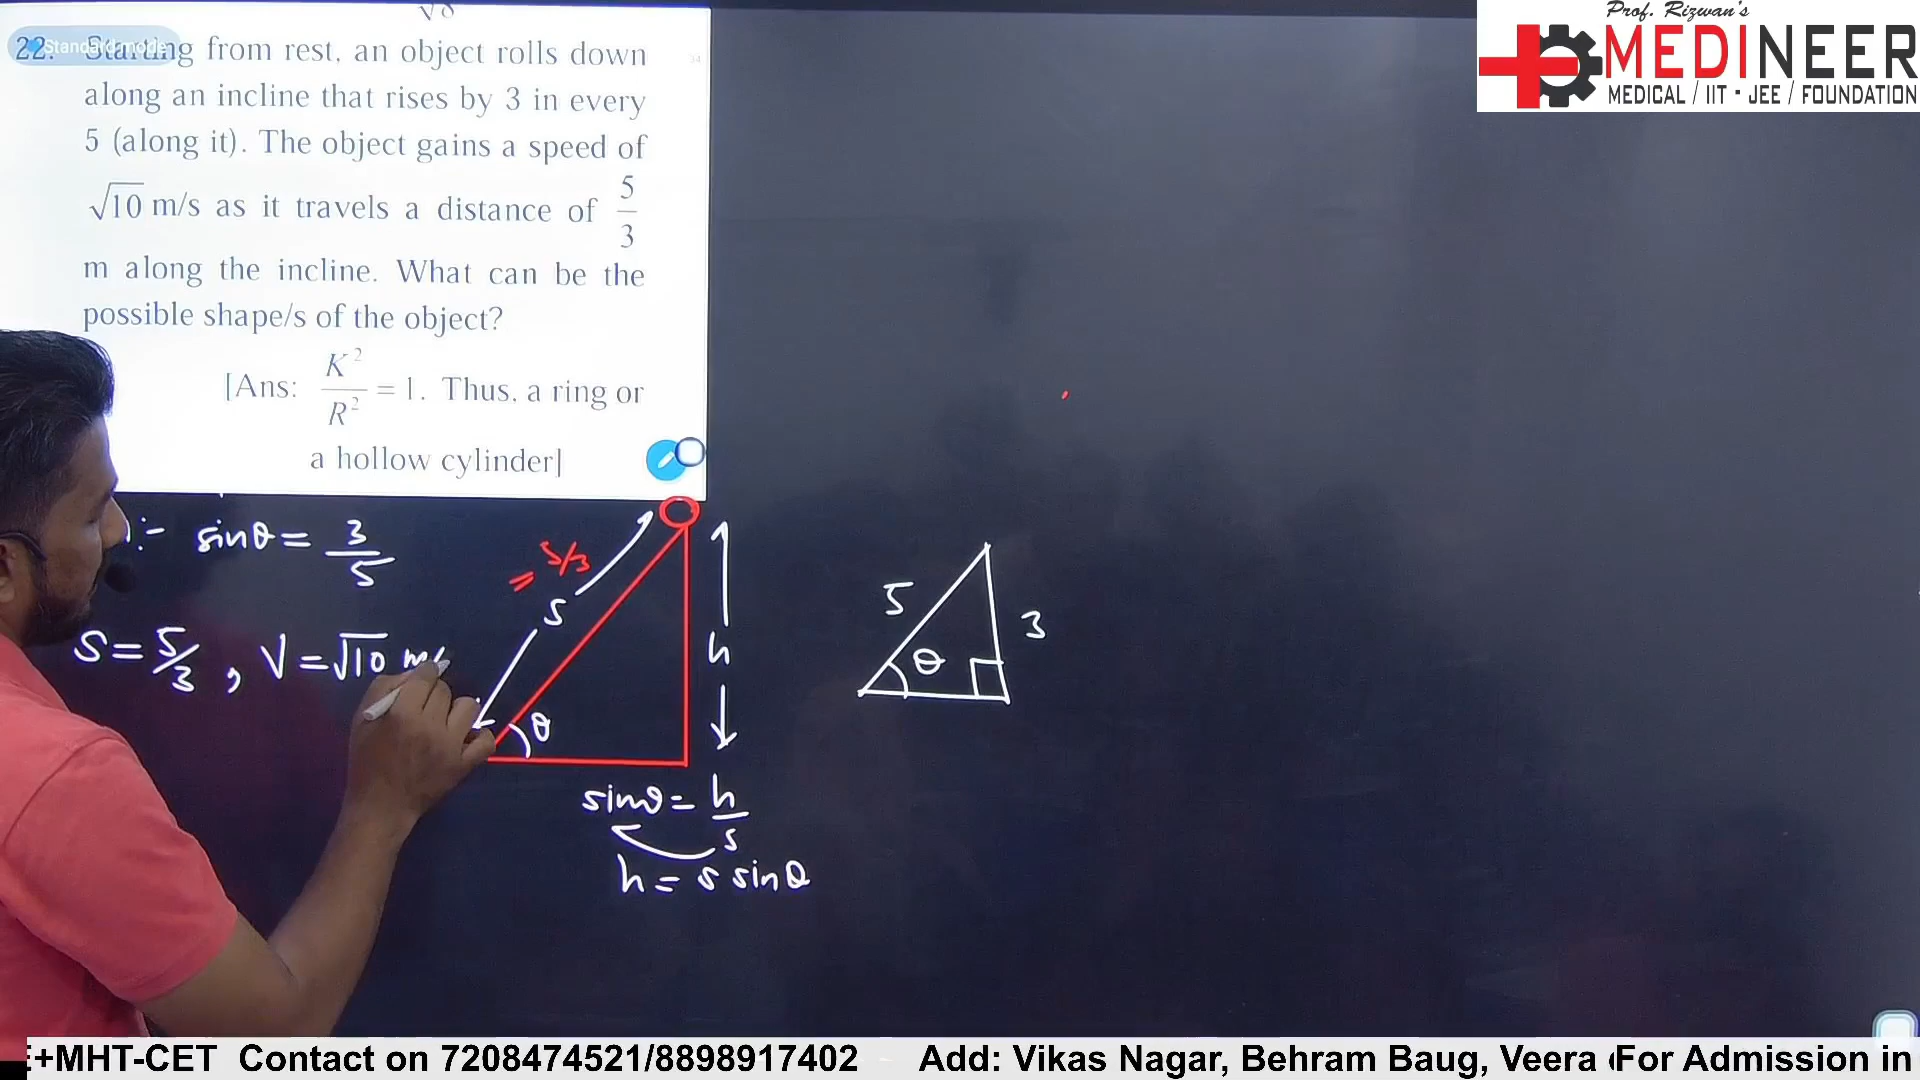 √8
22. Starting from rest, an object rolls down
Standard mode
along an incline that rises by 3 in every
5 (along it). The object gains a speed of
√10 m/s as it travels a distance of 5/3
m along the incline. What can be the
possible shape/s of the object?
[Ans: K²/R² = 1. Thus, a ring or
a hollow cylinder]
Prof. Rizwan's
MEDINEER
MEDICAL / IIT - JEE / FOUNDATION
:- sinθ = 3/5
S = 5/3 , V = √10 m/
= 5/3
S
h
θ
sinθ = h/s
h = s sinθ
5
3
θ
E+MHT-CET Contact on 7208474521/8898917402 Add: Vikas Nagar, Behram Baug, Veera
For Admission in